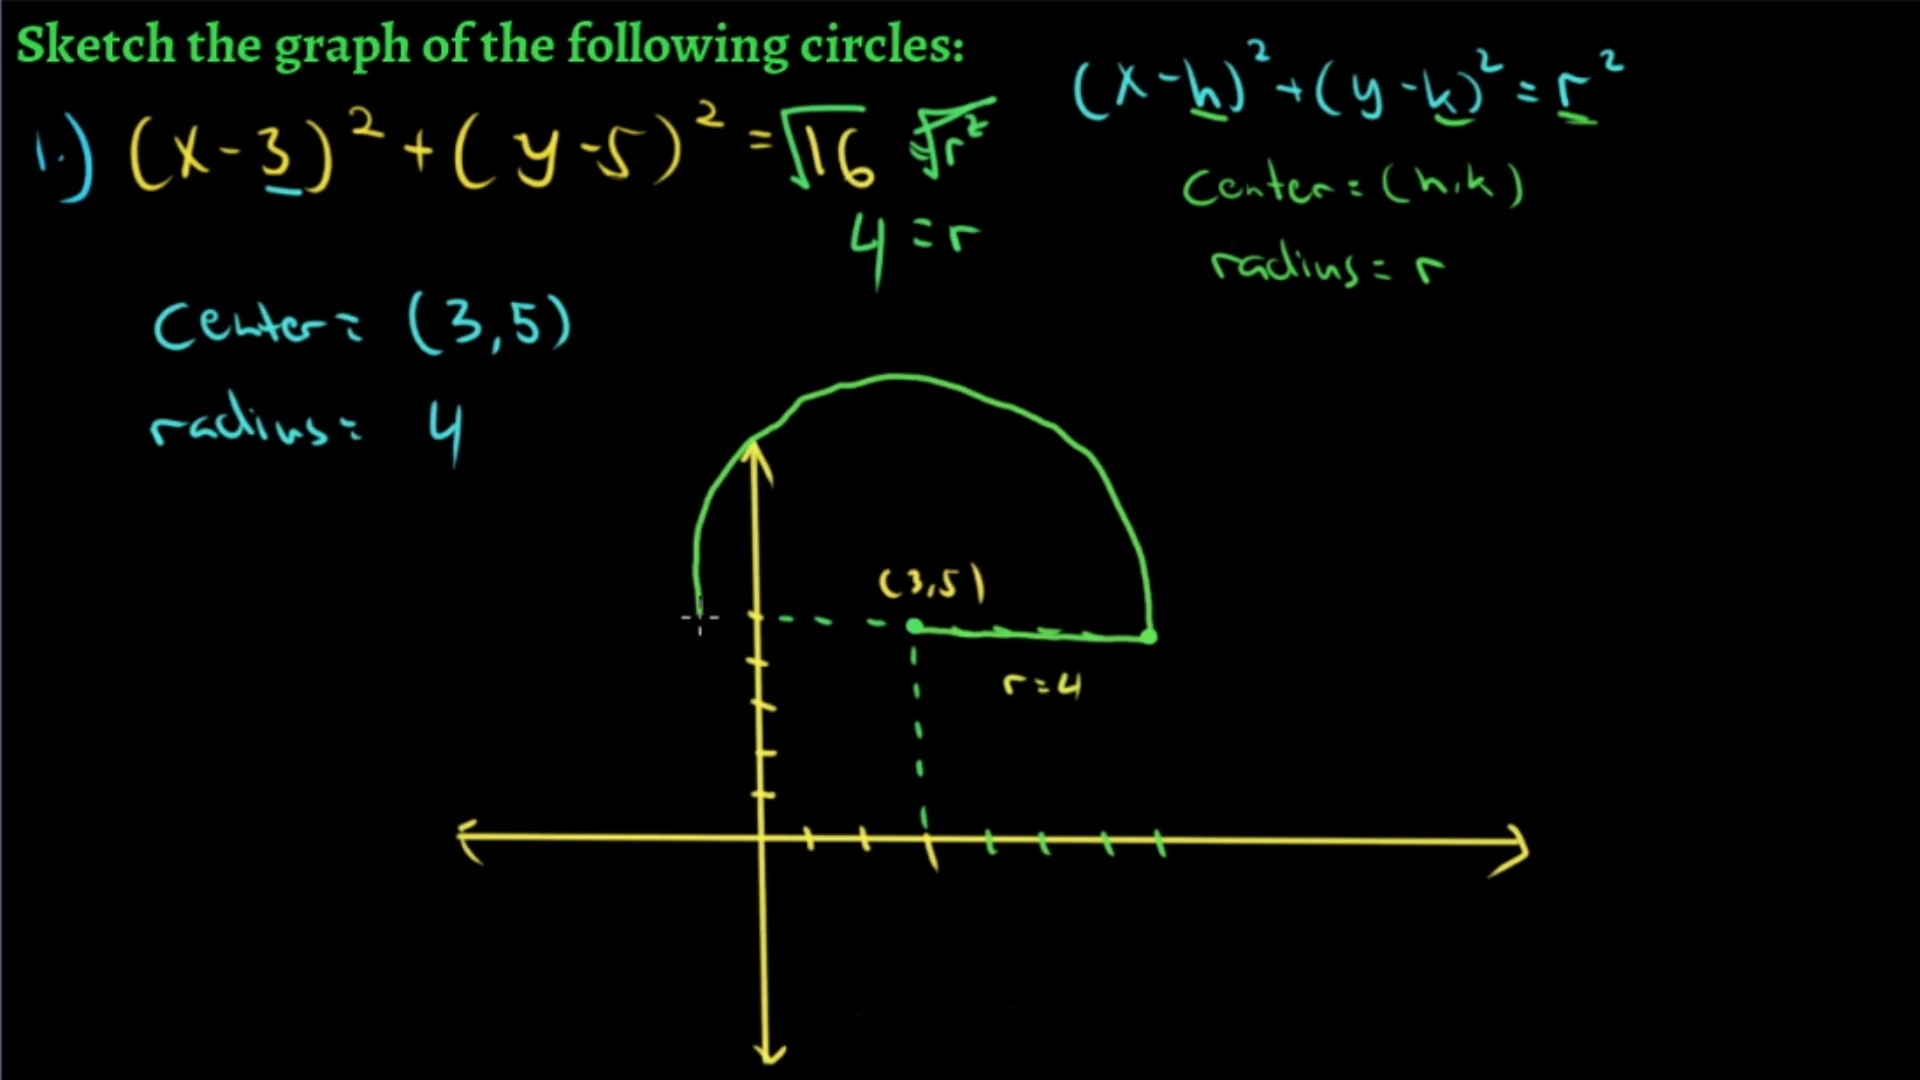 Sketch the graph of the following circles:
(x-h)² + (y-k)² = r²
1.) (x-3)² + (y-5)² = √16 √r²
center = (h,k)
4 = r
radius = r
center = (3,5)
radius = 4
(3,5)
r = 4